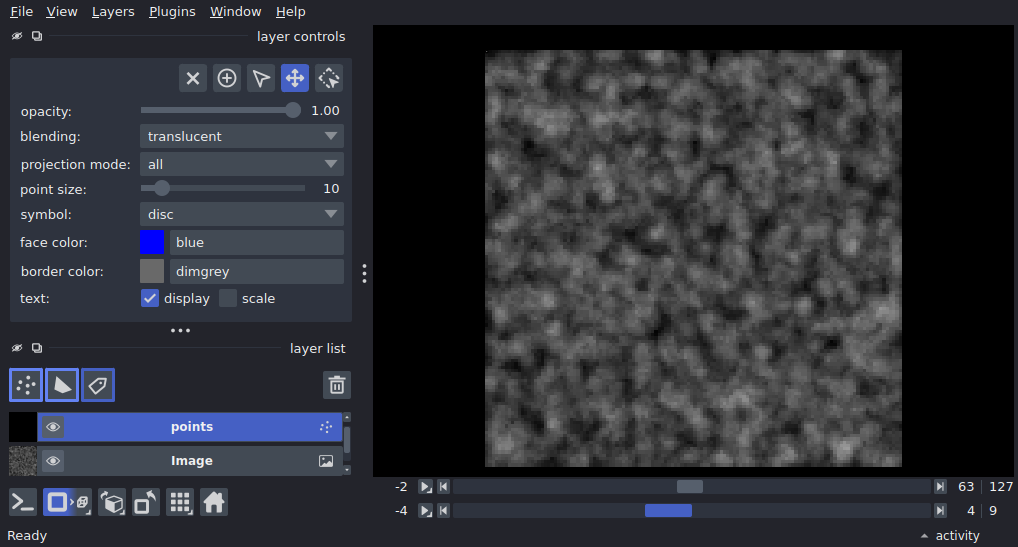 File View Layers Plugins Window Help
layer controls
opacity: 1.00
blending: translucent
projection mode: all
point size: 10
symbol: disc
face color: blue
border color: dimgrey
text: display scale
layer list
points
Image
-2 63 127
-4 4 9
Ready activity